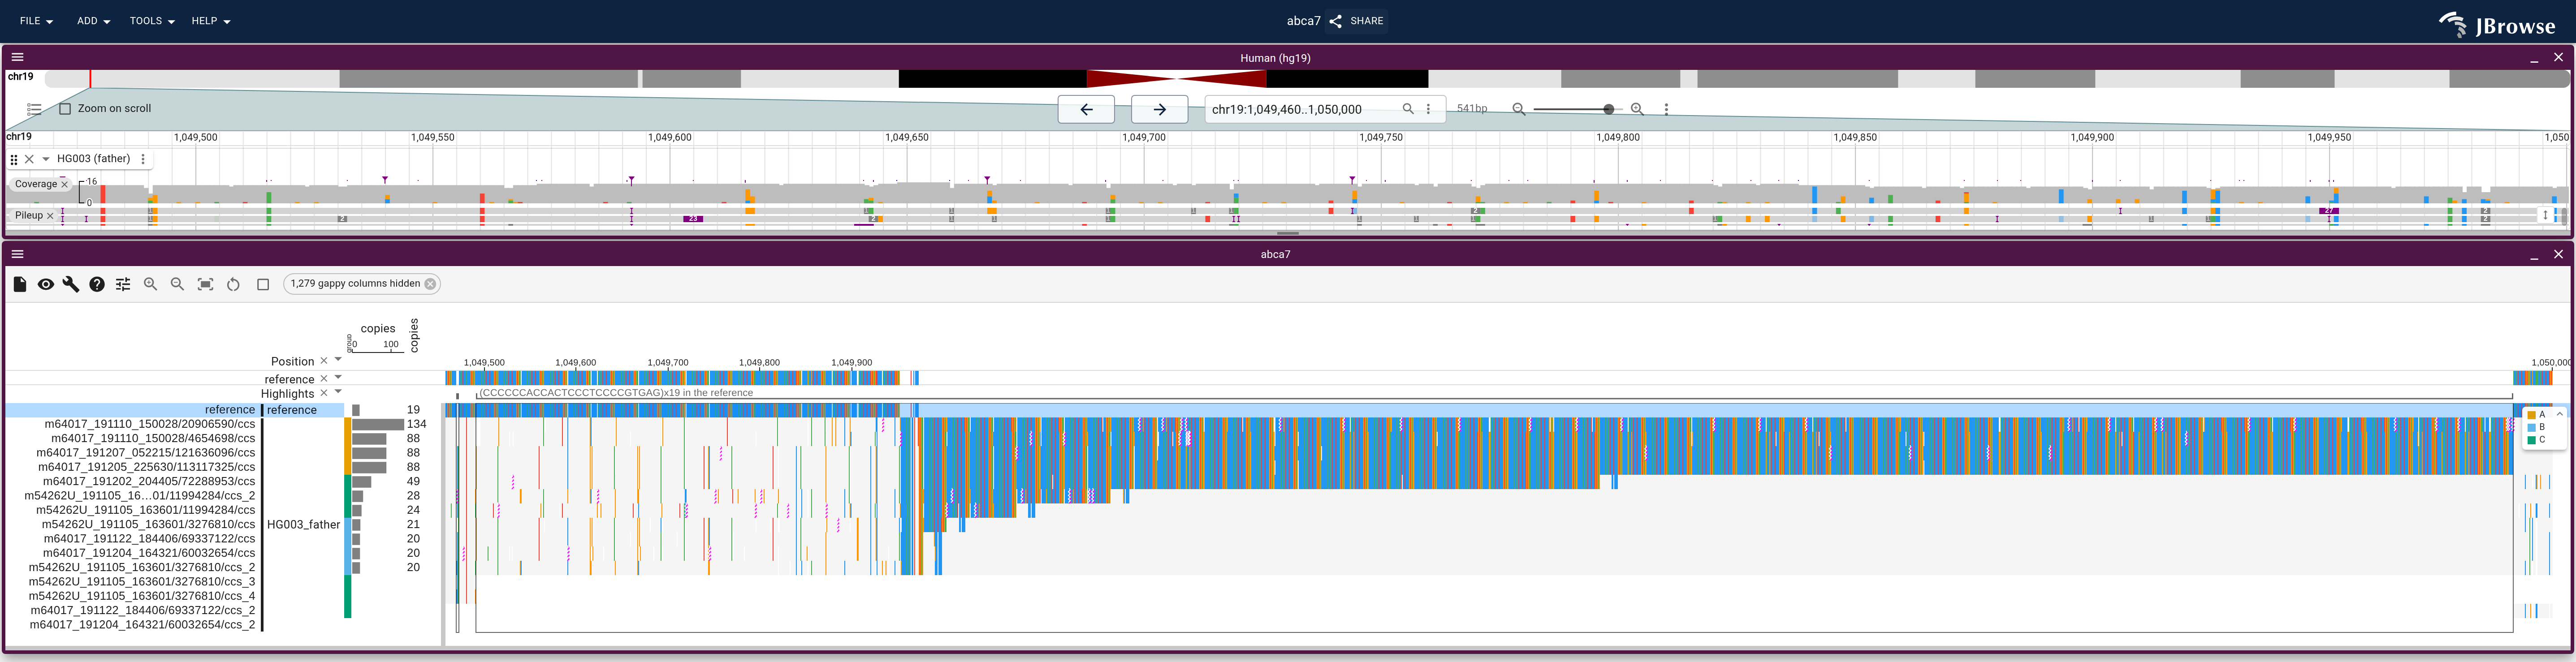 FILE ADD TOOLS HELP abca7 SHARE JBrowse
Human (hg19)
chr19
Zoom on scroll chr19:1,049,460..1,050,000 541bp
chr19 1,049,500 1,049,550 1,049,600 1,049,650 1,049,700 1,049,750 1,049,800 1,049,850 1,049,900 1,049,950 1,050
HG003 (father)
Coverage 16
0
Pileup 23 27
abca7
1,279 gappy columns hidden
copies copies
group 0 100
Position 1,049,500 1,049,600 1,049,700 1,049,800 1,049,900 1,050,000
reference
Highlights (CCCCCCACCACTCCCTCCCCGTGAG)x19 in the reference
reference reference 19
m64017_191110_150028/20906590/ccs 134
m64017_191110_150028/4654698/ccs 88
m64017_191207_052215/121636096/ccs 88
m64017_191205_225630/113117325/ccs 88
m64017_191202_204405/72288953/ccs 49
m54262U_191105_16…01/11994284/ccs_2 28
m54262U_191105_163601/11994284/ccs 24
m54262U_191105_163601/3276810/ccs HG003_father 21
m64017_191122_184406/69337122/ccs 20
m64017_191204_164321/60032654/ccs 20
m54262U_191105_163601/3276810/ccs_2 20
m54262U_191105_163601/3276810/ccs_3
m54262U_191105_163601/3276810/ccs_4
m64017_191122_184406/69337122/ccs_2
m64017_191204_164321/60032654/ccs_2
A
B
C